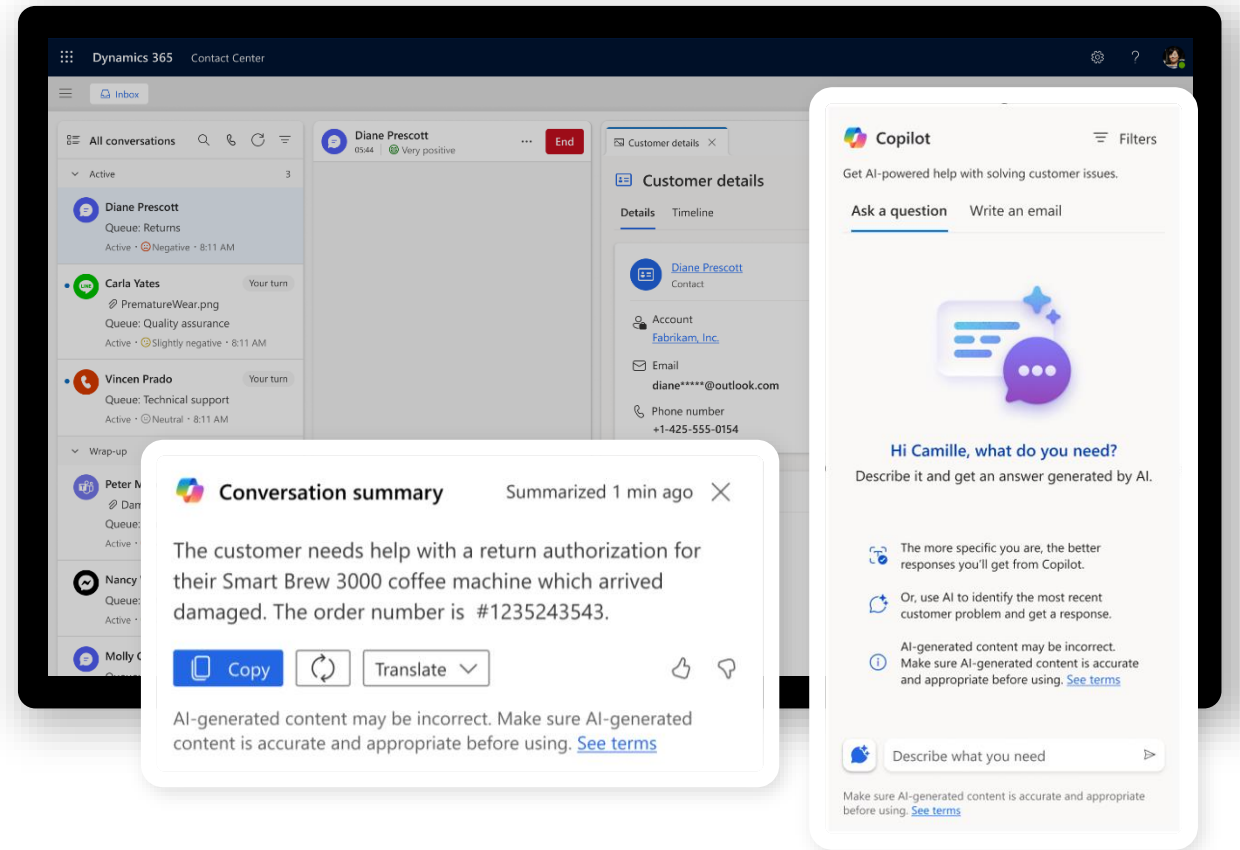 Dynamics 365 Contact Center
Inbox
All conversations
Active 3
Diane Prescott
Queue: Returns
Active • Negative • 8:11 AM
Carla Yates Your turn
LINE
PrematureWear.png
Queue: Quality assurance
Active • Slightly negative • 8:11 AM
Vincen Prado Your turn
Queue: Technical support
Active • Neutral • 8:11 AM
Wrap-up
Peter
Queue:
Active •
Nancy
Queue:
Active •
Molly
Diane Prescott
05:44 Very positive
End
Customer details
Customer details
Details Timeline
Diane Prescott
Contact
Account
Fabrikam, Inc.
Email
diane*****@outlook.com
Phone number
+1-425-555-0154
Conversation summary Summarized 1 min ago
The customer needs help with a return authorization for
their Smart Brew 3000 coffee machine which arrived
damaged. The order number is #1235243543.
Copy Translate
AI-generated content may be incorrect. Make sure AI-generated
content is accurate and appropriate before using. See terms
Copilot Filters
Get AI-powered help with solving customer issues.
Ask a question Write an email
Hi Camille, what do you need?
Describe it and get an answer generated by AI.
The more specific you are, the better
responses you'll get from Copilot.
Or, use AI to identify the most recent
customer problem and get a response.
AI-generated content may be incorrect.
Make sure AI-generated content is accurate
and appropriate before using. See terms
Describe what you need
Make sure AI-generated content is accurate and appropriate
before using. See terms